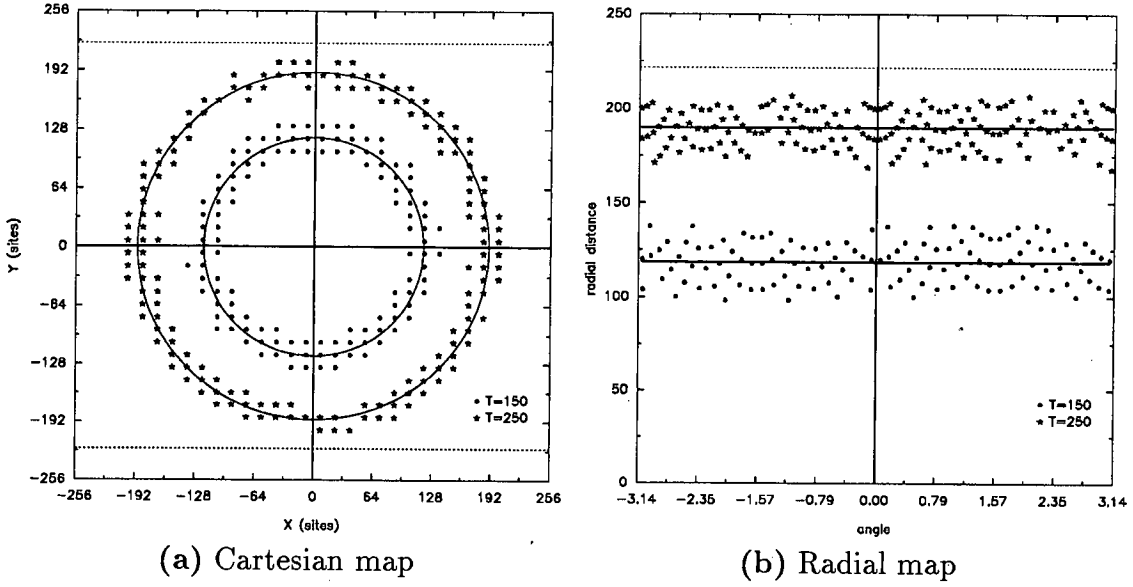 256
192
128
64
0
−64
−128
−192
−256
Y (sites)
−256 −192 −128 −64 0 64 128 192 256
X (sites)
T=150
T=250
(a) Cartesian map
250
200
150
100
50
0
radial distance
−3.14 −2.35 −1.57 −0.79 0.00 0.79 1.57 2.35 3.14
angle
T=150
T=250
(b) Radial map